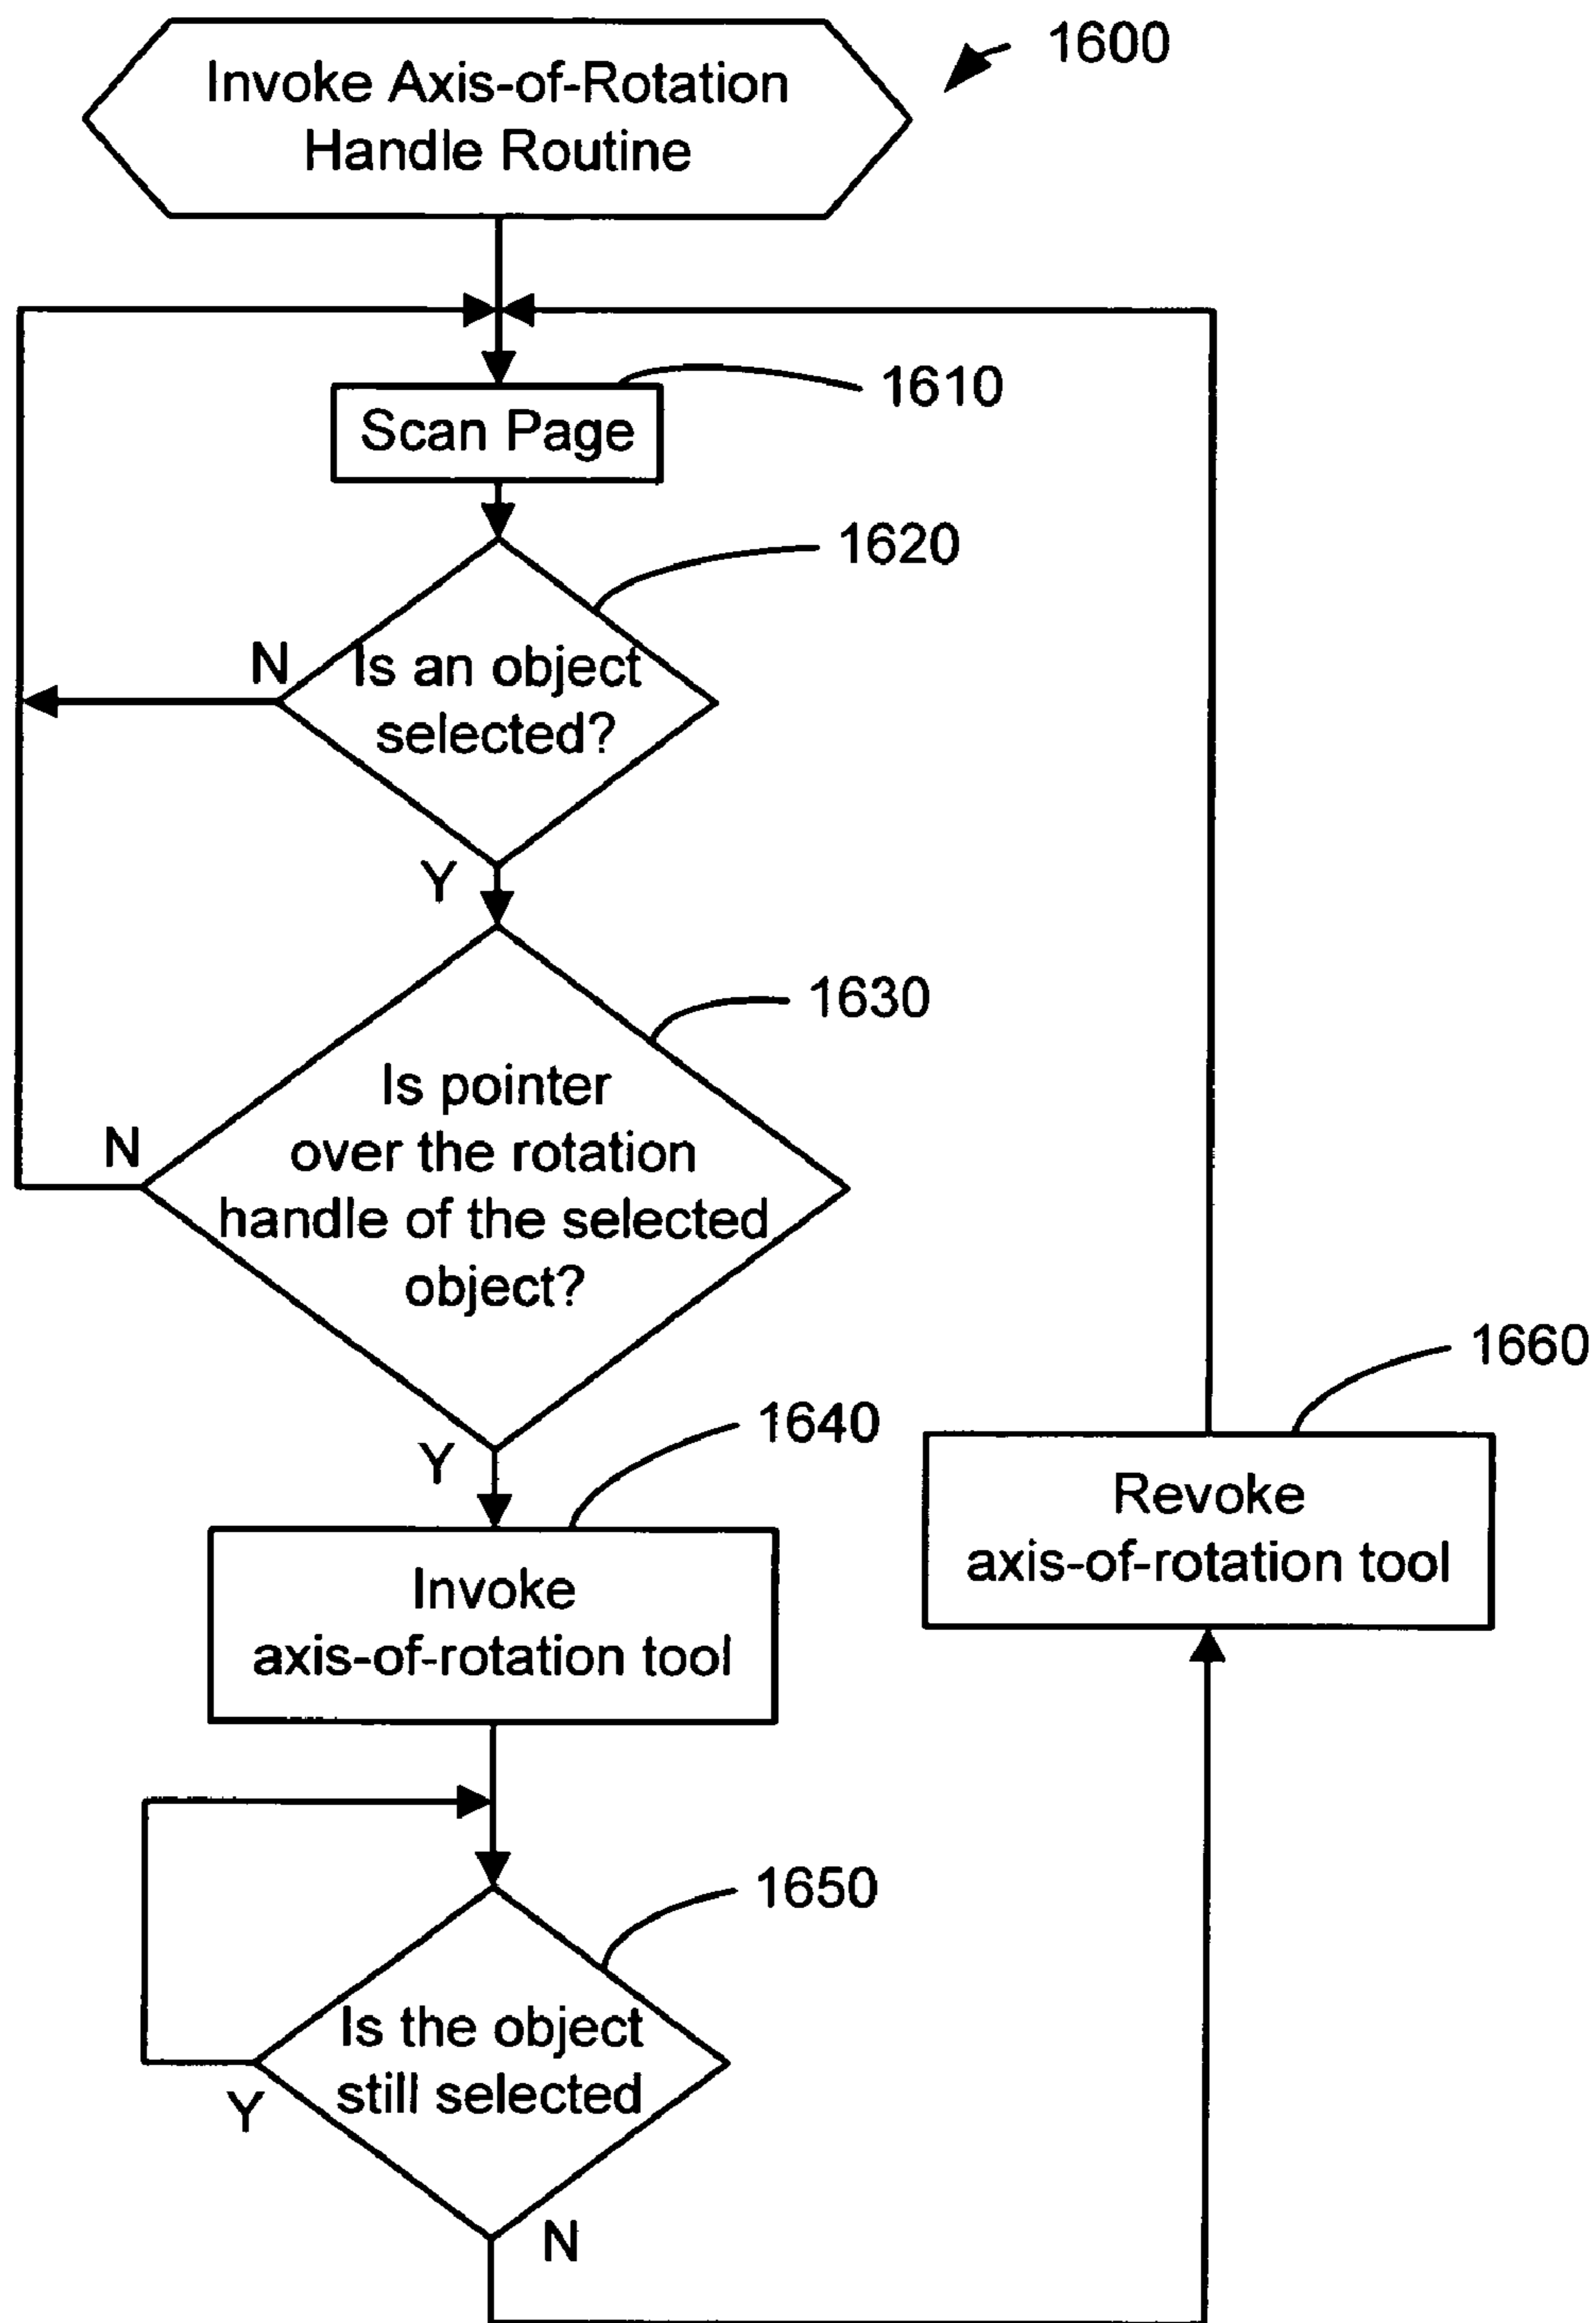 Invoke Axis-of-Rotation
Handle Routine
1600
Scan Page
1610
1620
N
Is an object
selected?
Y
1630
Is pointer
over the rotation
handle of the selected
object?
N
Y
1640
Invoke
axis-of-rotation tool
1660
Revoke
axis-of-rotation tool
1650
Is the object
still selected
Y
N